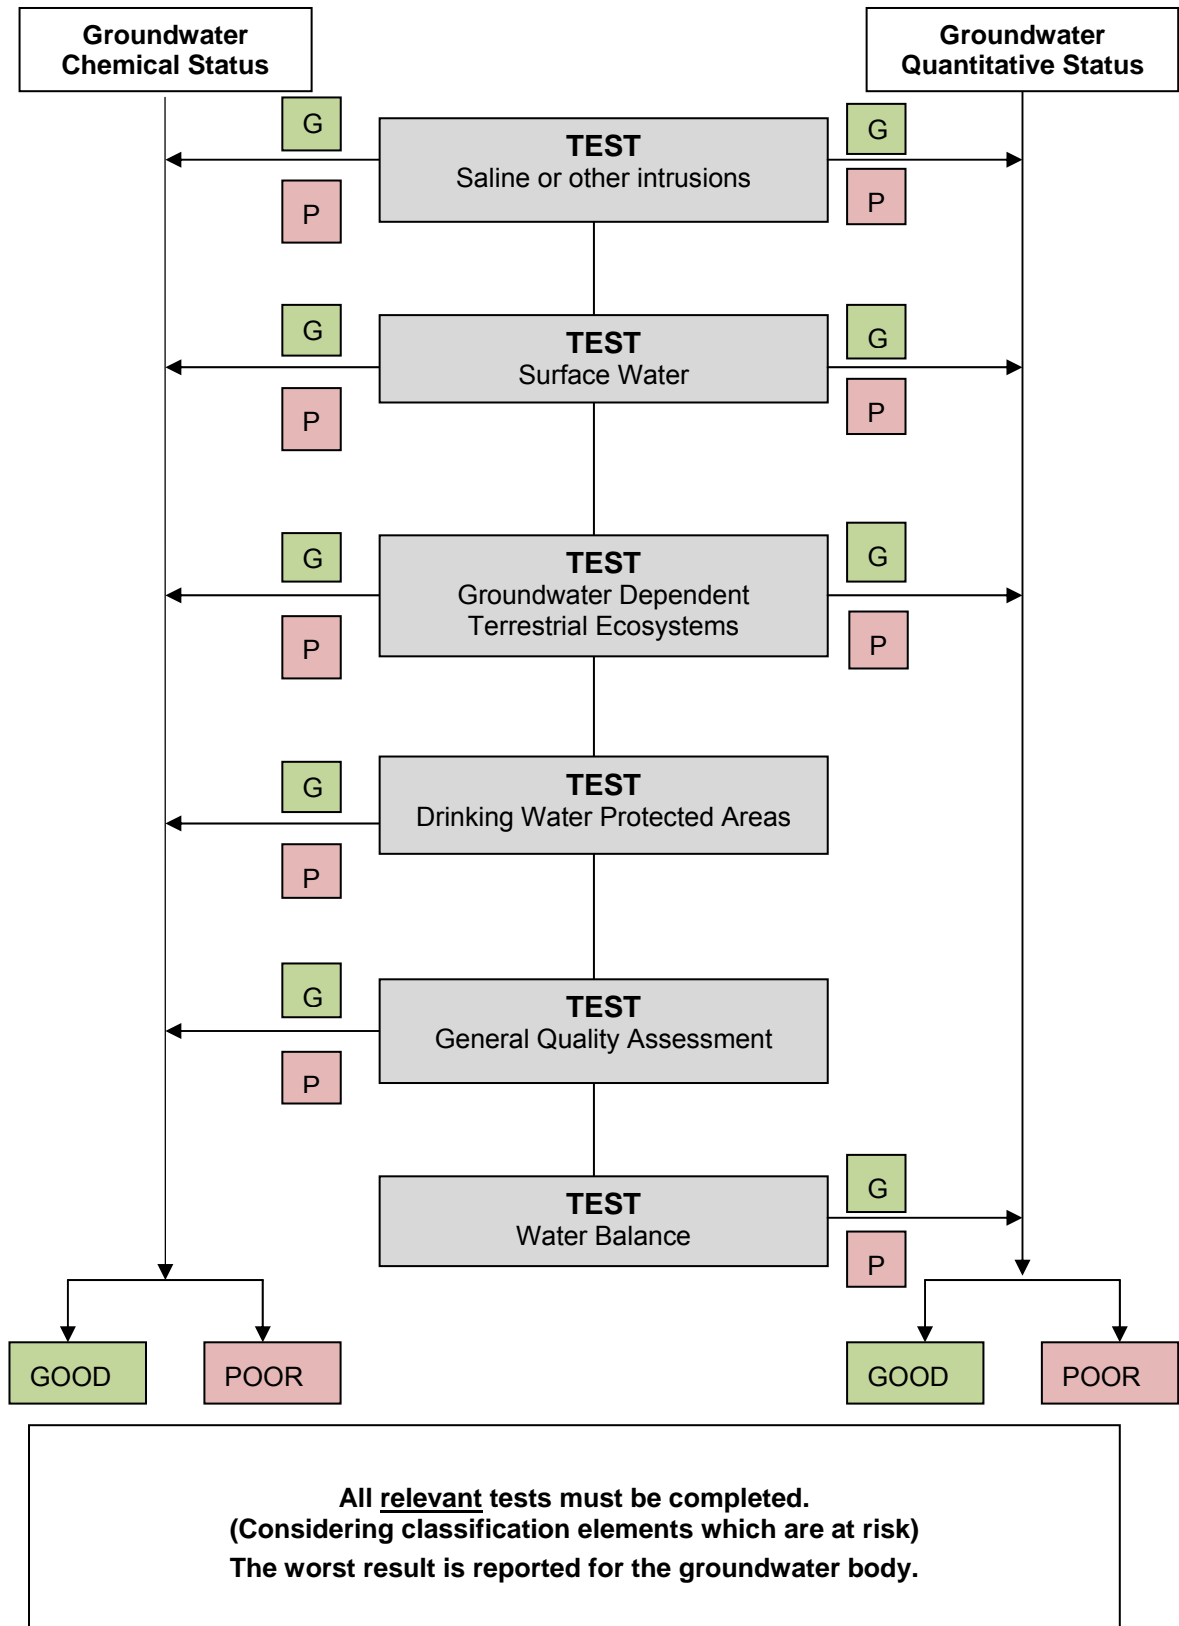 Groundwater
Chemical Status
Groundwater
Quantitative Status
G
TEST
Saline or other intrusions
G
P
P
G
TEST
Surface Water
G
P
P
G
TEST
Groundwater Dependent
Terrestrial Ecosystems
G
P
P
G
TEST
Drinking Water Protected Areas
P
G
TEST
General Quality Assessment
P
TEST
Water Balance
G
P
GOOD
POOR
GOOD
POOR
All relevant tests must be completed.
(Considering classification elements which are at risk)
The worst result is reported for the groundwater body.